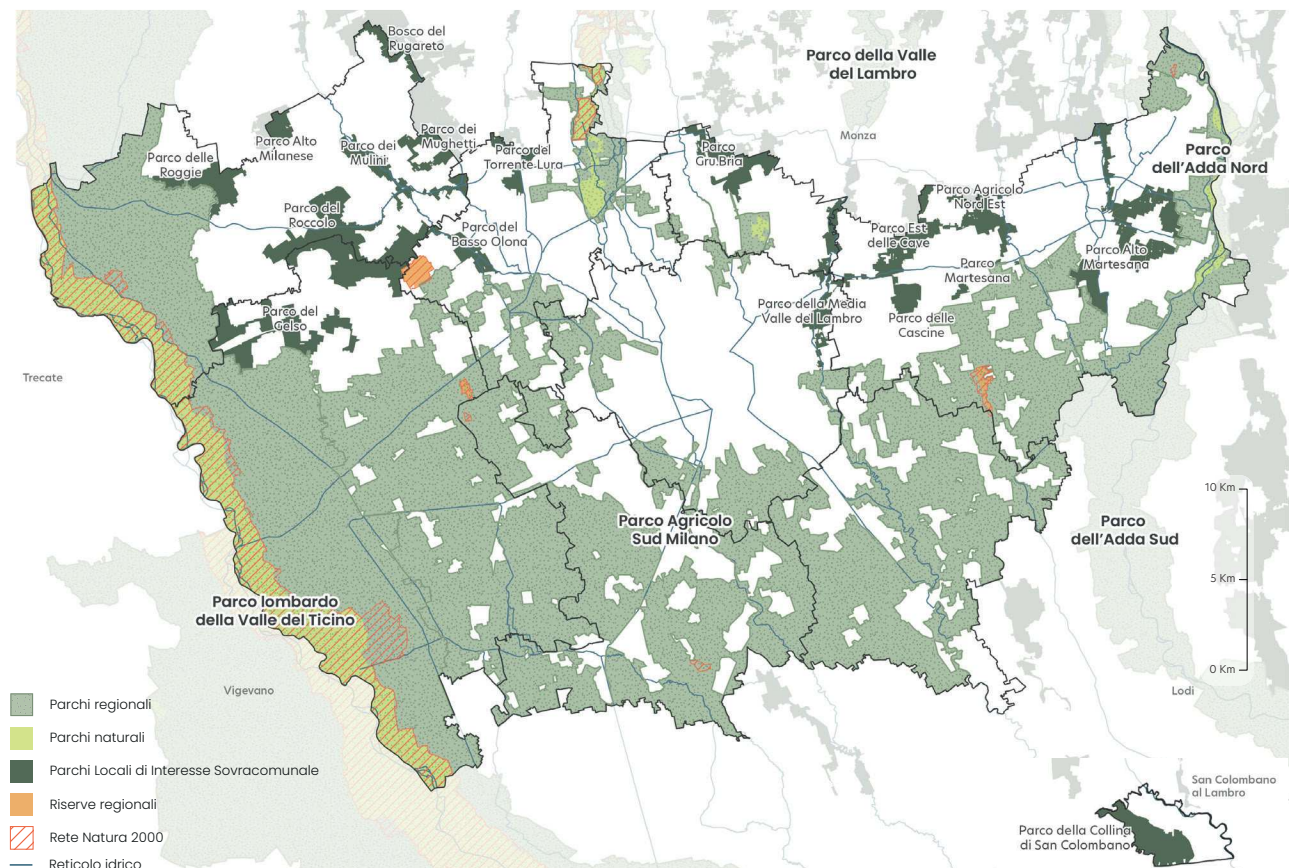 Bosco del
Rugareto
Parco della Valle
del Lambro
Monza
Parco Alto
Milanese
Parco dei
Mulini
Parco dei
Mughetti
Parco del
Torrente Lura
Parco
Gru.Bria
Parco
dell'Adda Nord
Parco delle
Roggie
Parco del
Roccolo
Parco del
Basso Olona
Parco Agricolo
Nord Est
Parco Est
delle Cave
Parco
Martesana
Parco Alto
Martesana
Parco del
Gelso
Parco della Media
Valle del Lambro
Parco delle
Cascine
Trecate
10 Km
Parco Agricolo
Sud Milano
Parco
dell'Adda Sud
5 Km
Parco lombardo
della Valle del Ticino
0 Km
Vigevano
Lodi
Parchi regionali
Parchi naturali
Parchi Locali di Interesse Sovracomunale
Riserve regionali
Rete Natura 2000
Reticolo idrico
San Colombano
al Lambro
Parco della Collina
di San Colombano